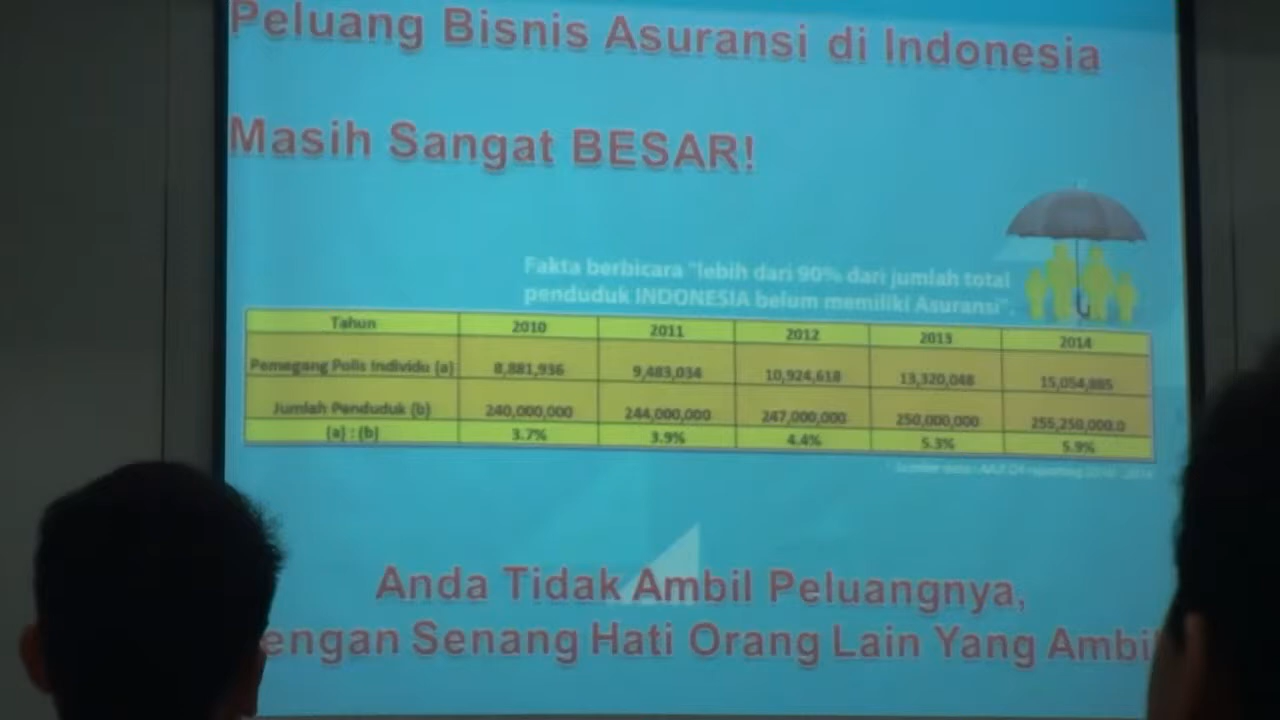 Peluang Bisnis Asuransi di Indonesia
Masih Sangat BESAR!
Fakta berbicara "lebih dari 90% dari jumlah total
penduduk INDONESIA belum memiliki Asuransi".
Tahun 2010 2011 2012 2013 2014
Pemegang Polis Individu (a) 8,881,936 9,483,034 10,924,618 13,320,048 15,054,885
Jumlah Penduduk (b) 240,000,000 244,000,000 247,000,000 250,000,000 255,250,000.0
(a) : (b) 3.7% 3.9% 4.4% 5.3% 5.9%
Sumber data :
Anda Tidak Ambil Peluangnya,
engan Senang Hati Orang Lain Yang Ambi